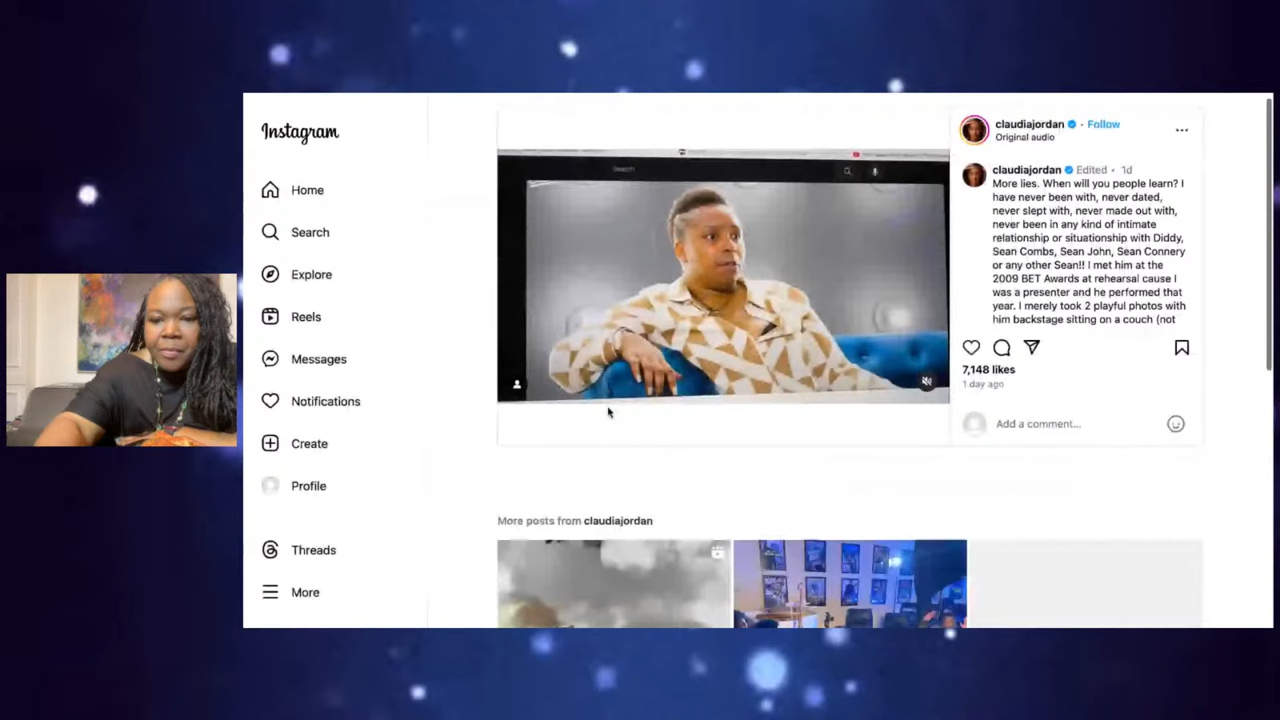 Instagram
Home
Search
Explore
Reels
Messages
Notifications
Create
Profile
Threads
More
Search
claudiajordan • Follow
Original audio
claudiajordan Edited • 1d
More lies. When will you people learn? I
have never been with, never dated,
never slept with, never made out with,
never been in any kind of intimate
relationship or situationship with Diddy,
Sean Combs, Sean John, Sean Connery
or any other Sean!! I met him at the
2009 BET Awards at rehearsal cause I
was a presenter and he performed that
year. I merely took 2 playful photos with
him backstage sitting on a couch (not
7,148 likes
1 day ago
Add a comment...
More posts from claudiajordan